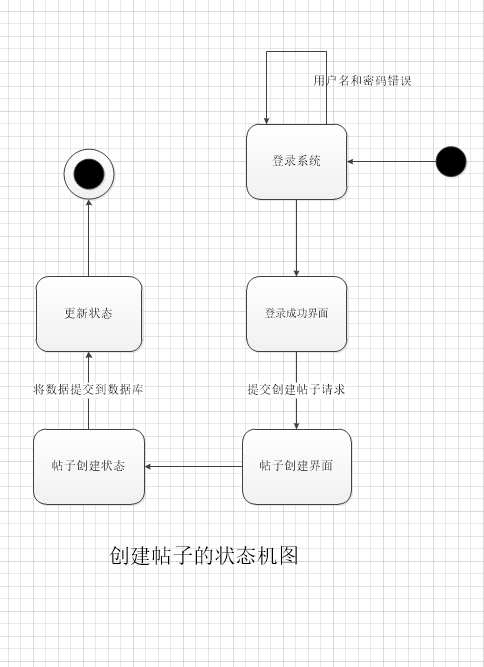 用户名和密码错误
登录系统
更新状态
登录成功界面
将数据提交到数据库
提交创建帖子请求
帖子创建状态
帖子创建界面
创建帖子的状态机图